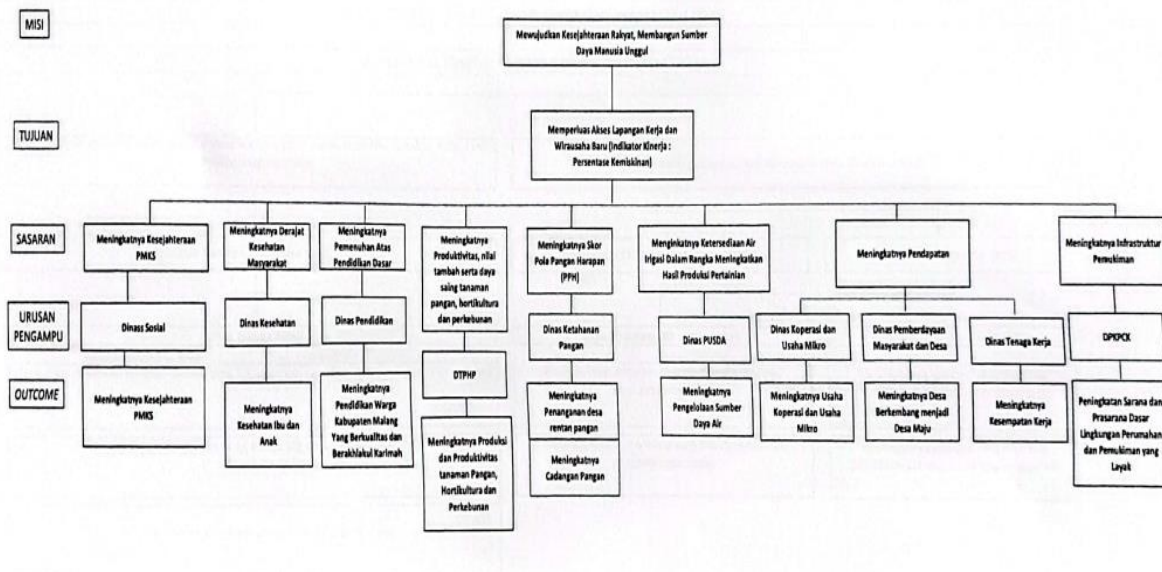 MISI
Mewujudkan Kesejahteraan Rakyat, Membangun Sumber
Daya Manusia Unggul
TUJUAN
Memperluas Akses Lapangan Kerja dan
Wirausaha Baru (Indikator Kinerja :
Persentase Kemiskinan)
SASARAN
Meningkatnya Kesejahteraan
PMKS
Meningkatnya Derajat
Kesehatan
Masyarakat
Meningkatnya
Pemenuhan Atas
Pendidikan Dasar
Meningkatnya
Produktivitas, nilai
tambah serta daya
saing tanaman
pangan, hortikultura
dan perkebunan
Meningkatnya Skor
Pola Pangan Harapan
(PPH)
Menginkatnya Ketersediaan Air
Irigasi Dalam Rangka Meningkatkan
Hasil Produksi Pertainian
Meningkatnya Pendapatan
Meningkatnya Infrastruktur
Pemukiman
URUSAN
PENGAMPU
Dinass Sosial
Dinas Kesehatan
Dinas Pendidikan
DTPHP
Dinas Ketahanan
Pangan
Dinas PUSDA
Dinas Koperasi dan
Usaha Mikro
Dinas Pemberdayaan
Masyarakat dan Desa
Dinas Tenaga Kerja
DPKPCK
OUTCOME
Meningkatnya Kesejahteraan
PMKS
Meningkatnya
Kesehatan Ibu dan
Anak
Meningkatnya
Pendidikan Warga
Kabupaten Malang
Yang Berkualitas dan
Berakhlakul Karimah
Meningkatnya Produksi
dan Produktivitas
tanaman Pangan,
Hortikultura dan
Perkebunan
Meningkatnya
Penanganan desa
rentan pangan
Meningkatnya
Cadangan Pangan
Meningkatnya
Pengelolaan Sumber
Daya Air
Meningkatnya Usaha
Koperasi dan Usaha
Mikro
Meningkatnya Desa
Berkembang menjadi
Desa Maju
Meningkatnya
Kesempatan Kerja
Peningkatan Sarana dan
Prasarana Dasar
Lingkungan Perumahan
dan Pemukiman yang
Layak